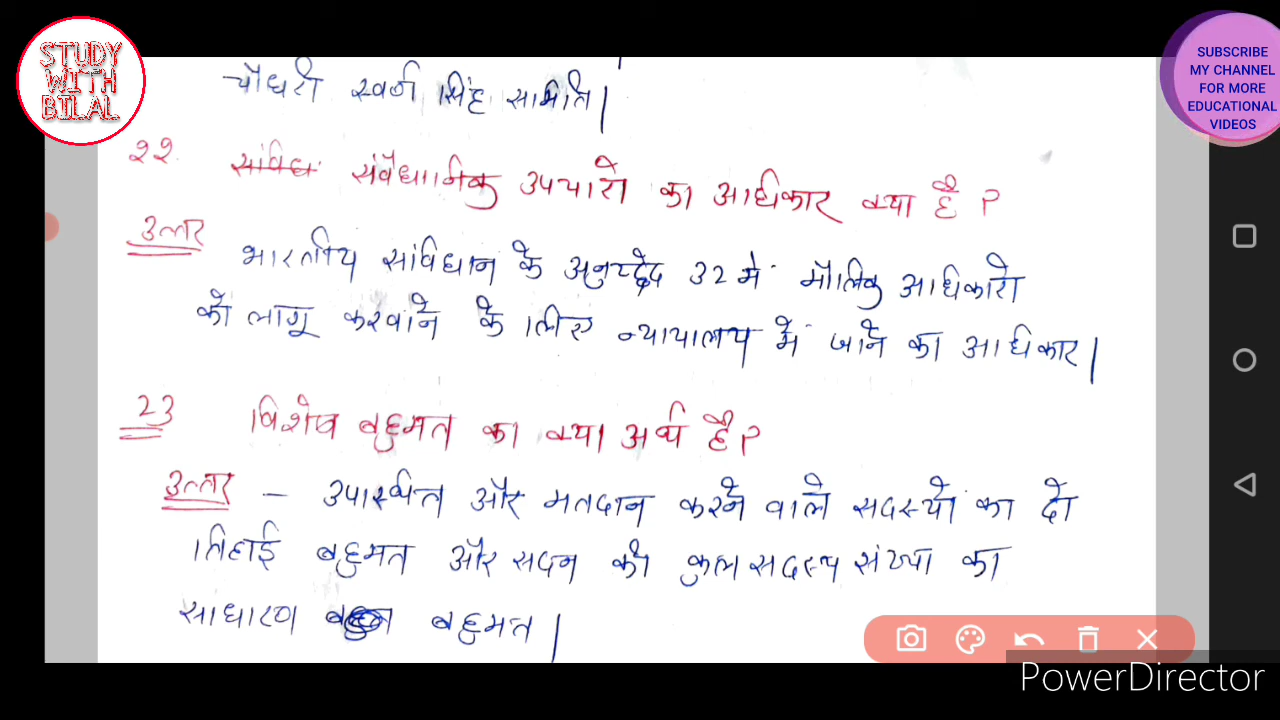 STUDY
WITH
BILAL
SUBSCRIBE
MY CHANNEL
FOR MORE
EDUCATIONAL
VIDEOS
चौधरी स्वर्ण सिंह समिति।
22. संवैधानिक उपचारो का अधिकार क्या है?
उत्तर भारतीय संविधान के अनुच्छेद 32 में मौलिक अधिकारो
को लागू करवाने के लिए न्यायालय में जाने का अधिकार।
23 विशेष बहुमत का क्या अर्थ है?
उत्तर – उपास्थित और मतदान करने वाले सदस्यों का दो
तिहाई बहुमत और सदन की कुल सदस्य संख्या का
साधारण बहुमत।
PowerDirector